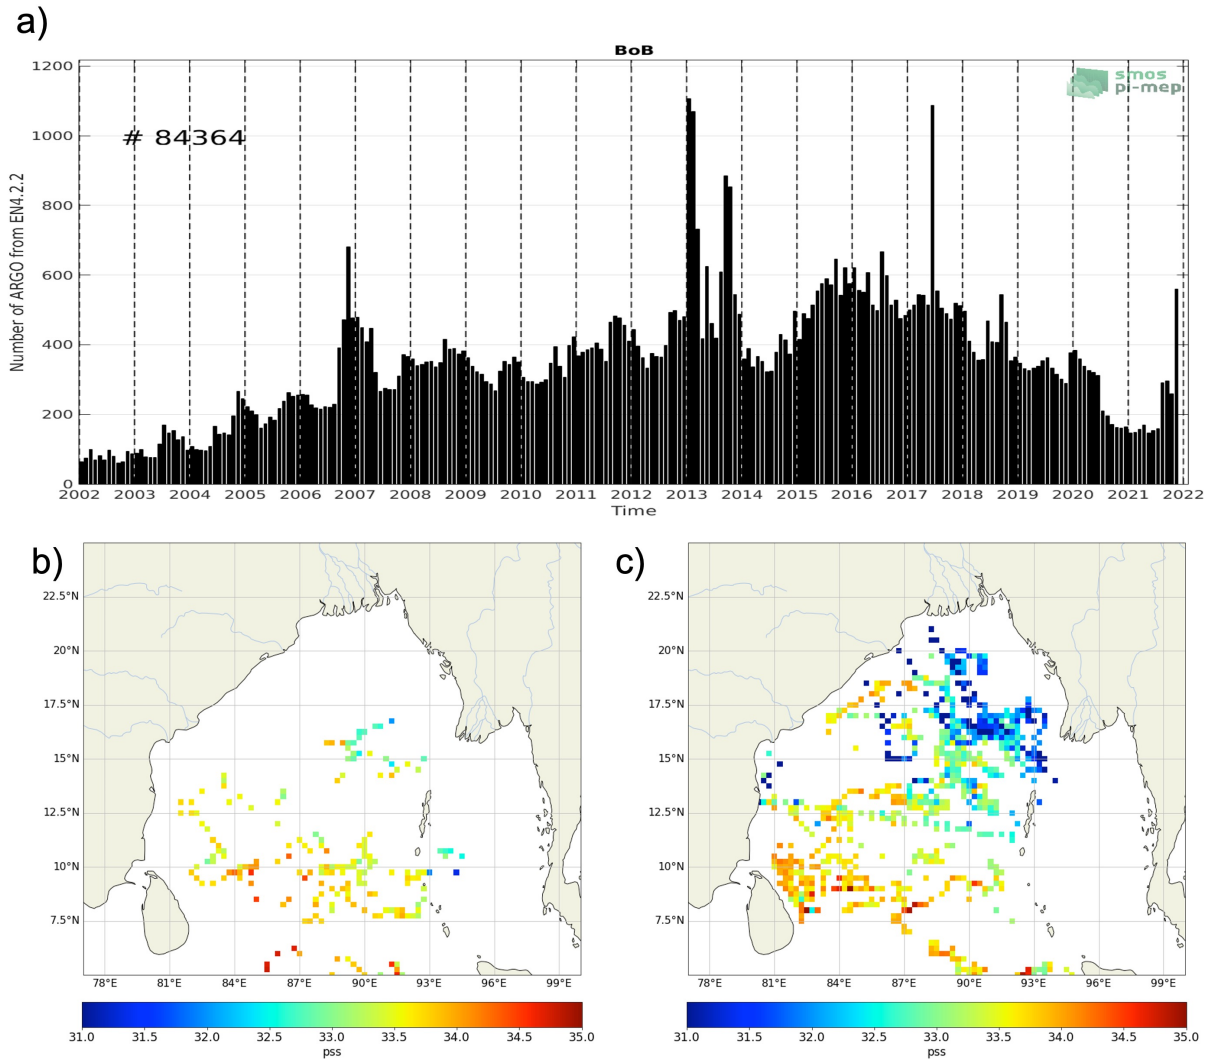 a)
BoB
smos
pi-mep
# 84364
Number of ARGO from EN4.2.2
1200
1000
800
600
400
200
0
2002 2003 2004 2005 2006 2007 2008 2009 2010 2011 2012 2013 2014 2015 2016 2017 2018 2019 2020 2021 2022
Time
b)
22.5°N
20°N
17.5°N
15°N
12.5°N
10°N
7.5°N
78°E 81°E 84°E 87°E 90°E 93°E 96°E 99°E
31.0 31.5 32.0 32.5 33.0 33.5 34.0 34.5 35.0
pss
c)
22.5°N
20°N
17.5°N
15°N
12.5°N
10°N
7.5°N
78°E 81°E 84°E 87°E 90°E 93°E 96°E 99°E
31.0 31.5 32.0 32.5 33.0 33.5 34.0 34.5 35.0
pss